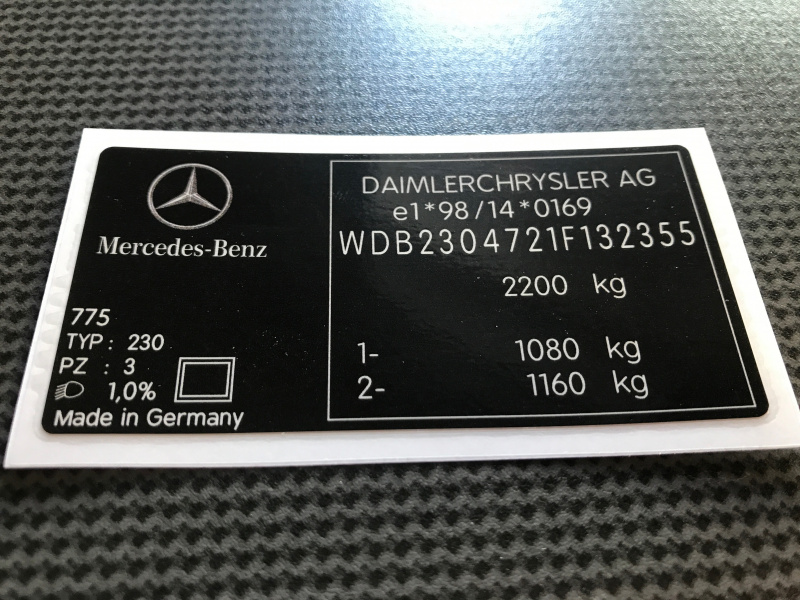 Mercedes-Benz
775
TYP : 230
PZ : 3
1,0%
Made in Germany
DAIMLERCHRYSLER AG
e1*98/14*0169
WDB2304721F132355
2200 kg
1- 1080 kg
2- 1160 kg